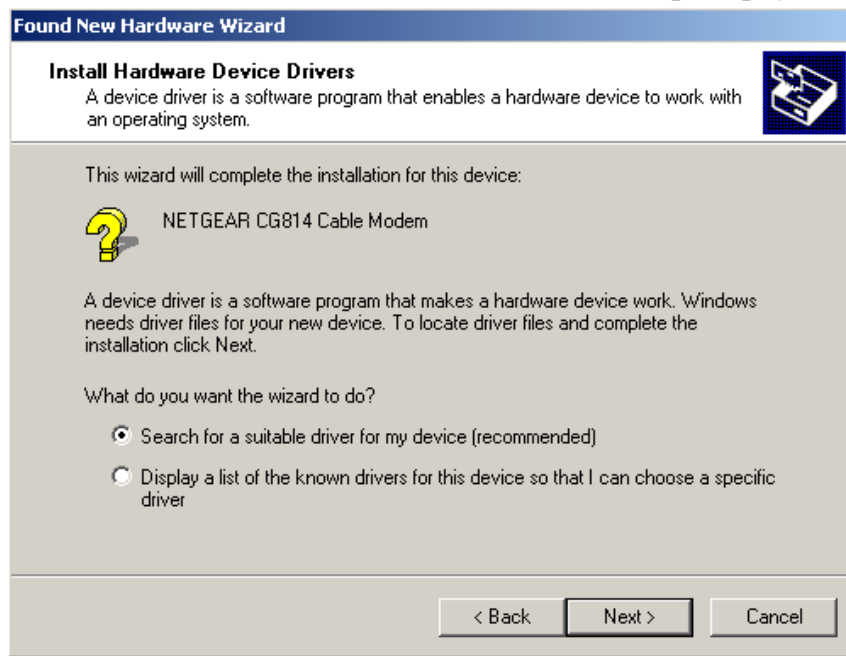 Found New Hardware Wizard
Install Hardware Device Drivers
A device driver is a software program that enables a hardware device to work with
an operating system.
This wizard will complete the installation for this device:
NETGEAR CG814 Cable Modem
A device driver is a software program that makes a hardware device work. Windows
needs driver files for your new device. To locate driver files and complete the
installation click Next.
What do you want the wizard to do?
Search for a suitable driver for my device (recommended)
Display a list of the known drivers for this device so that I can choose a specific
driver
< Back Next > Cancel